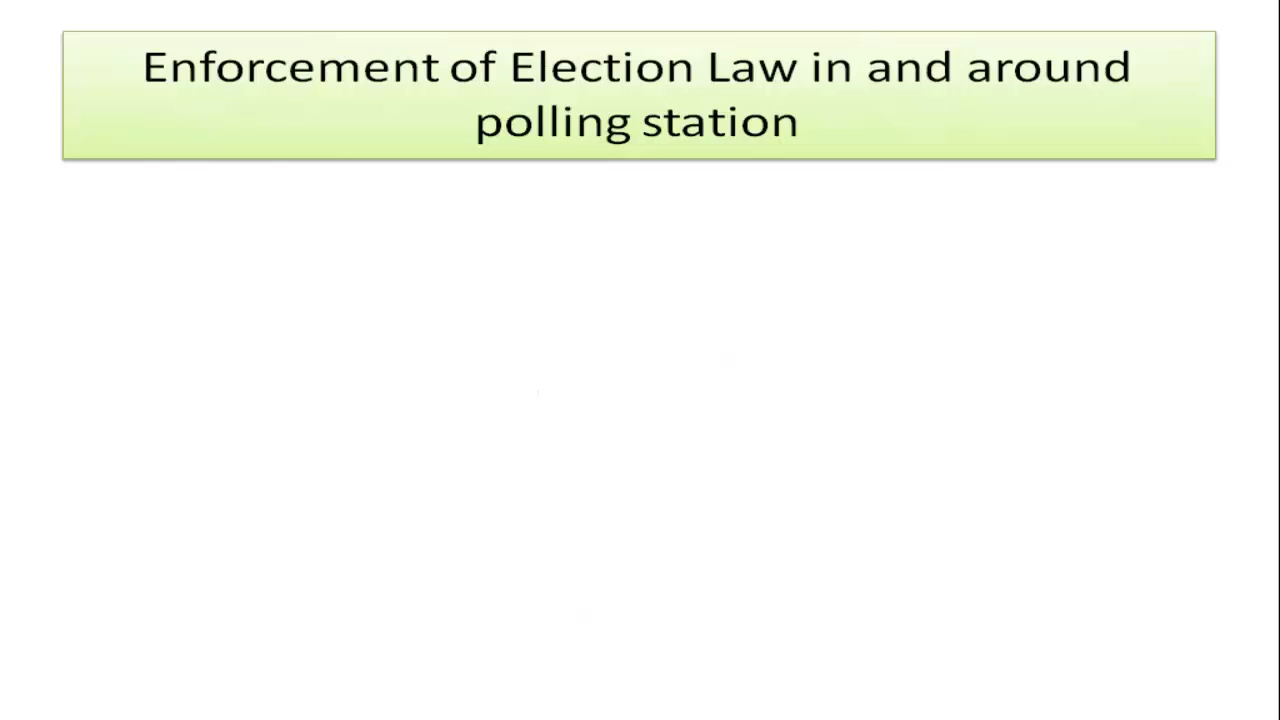 Enforcement of Election Law in and around
polling station